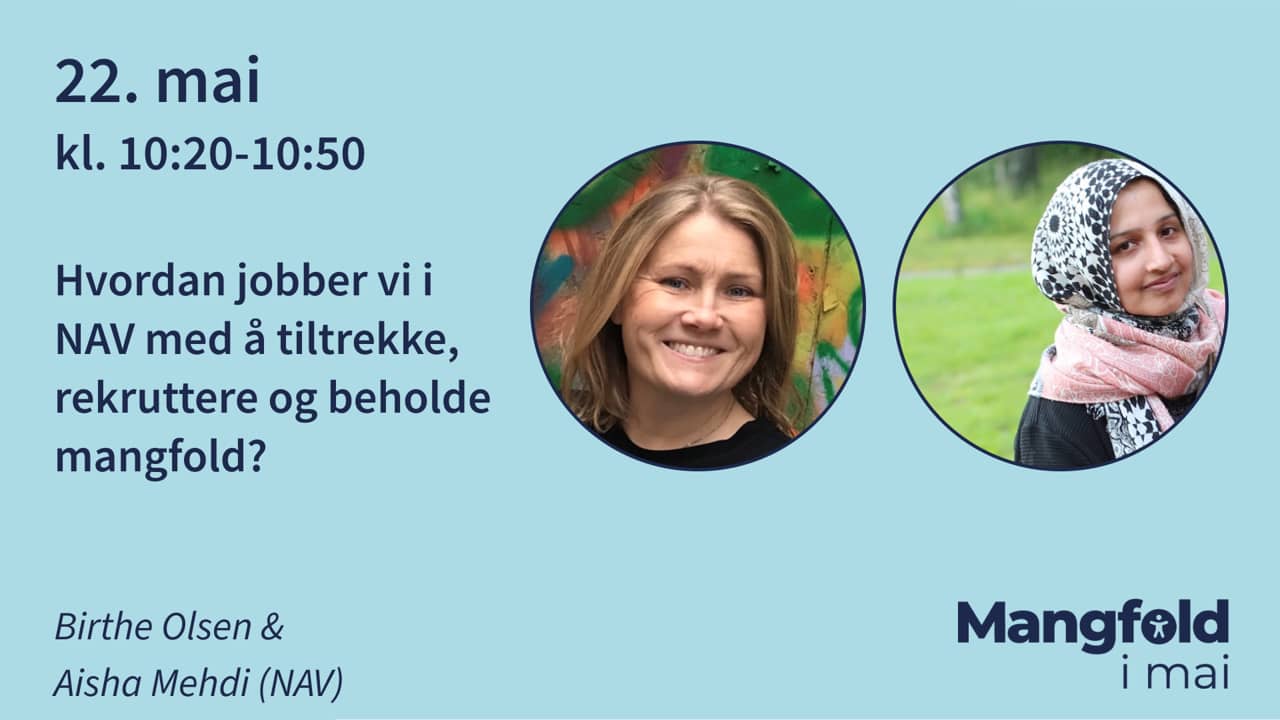 22. mai
kl. 10:20-10:50
Hvordan jobber vi i
NAV med å tiltrekke,
rekruttere og beholde
mangfold?
Birthe Olsen &
Aisha Mehdi (NAV)
Mangfold
i mai